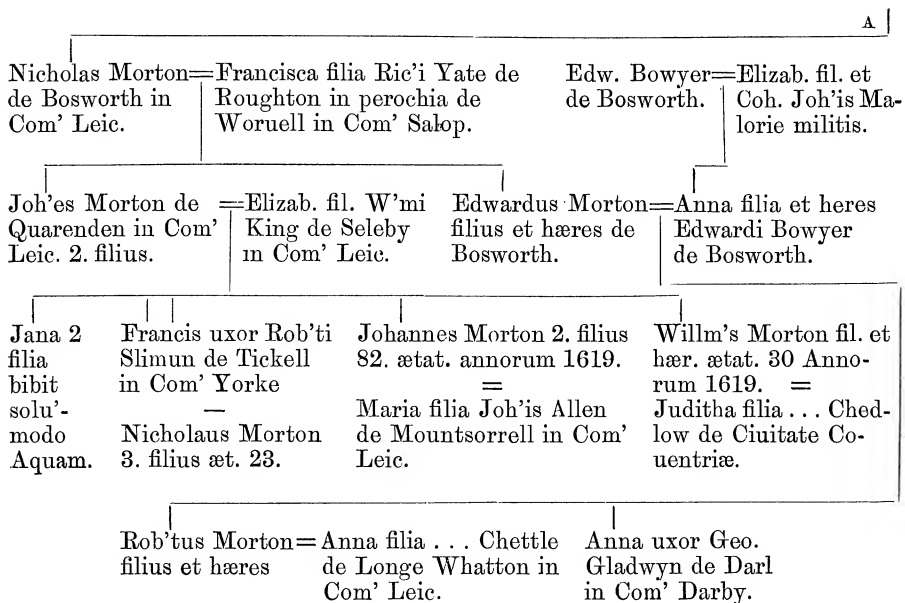 A
Nicholas Morton=Francisca filia Ric'i Yate de
de Bosworth in Roughton in perochia de
Com' Leic. Woruell in Com' Salop.
Edw. Bowyer=Elizab. fil. et
de Bosworth. Coh. Joh'is Ma-
lorie militis.
Joh'es Morton de =Elizab. fil. W'mi
Quarenden in Com' King de Seleby
Leic. 2. filius. in Com' Leic.
Edwardus Morton=Anna filia et heres
filius et hæres de Edwardi Bowyer
Bosworth. de Bosworth.
Jana 2
filia
bibit
solu'-
modo
Aquam.
Francis uxor Rob'ti
Slimun de Tickell
in Com' Yorke
—
Nicholaus Morton
3. filius æt. 23.
Johannes Morton 2. filius
82. ætat. annorum 1619.
=
Maria filia Joh'is Allen
de Mountsorrell in Com'
Leic.
Willm's Morton fil. et
hær. ætat. 30 Anno-
rum 1619. =
Juditha filia . . . Ched-
low de Ciuitate Co-
uentriæ.
Rob'tus Morton=Anna filia . . . Chettle
filius et hæres de Longe Whatton in
Com' Leic.
Anna uxor Geo.
Gladwyn de Darl
in Com' Darby.